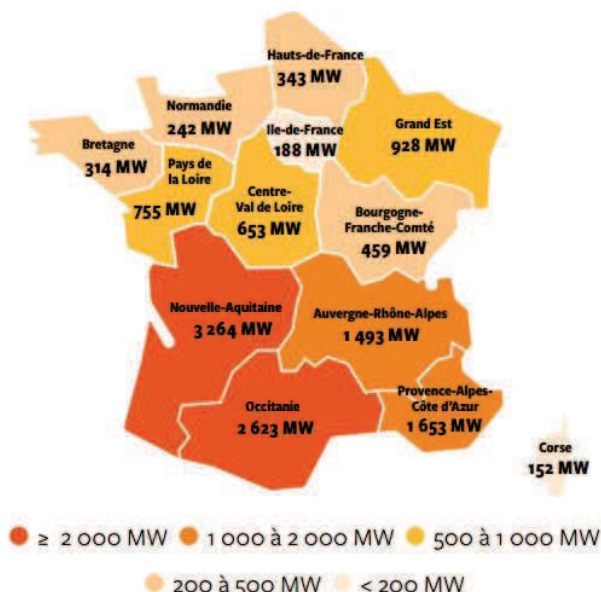 Hauts-de-France
343 MW
Normandie
242 MW
Ile-de-France
188 MW
Grand Est
928 MW
Bretagne
314 MW
Pays de
la Loire
755 MW
Centre-
Val de Loire
653 MW
Bourgogne-
Franche-Comté
459 MW
Nouvelle-Aquitaine
3 264 MW
Auvergne-Rhône-Alpes
1 493 MW
Occitanie
2 623 MW
Provence-Alpes-
Côte d'Azur
1 653 MW
Corse
152 MW
≥ 2 000 MW 1 000 à 2 000 MW 500 à 1 000 MW
200 à 500 MW < 200 MW